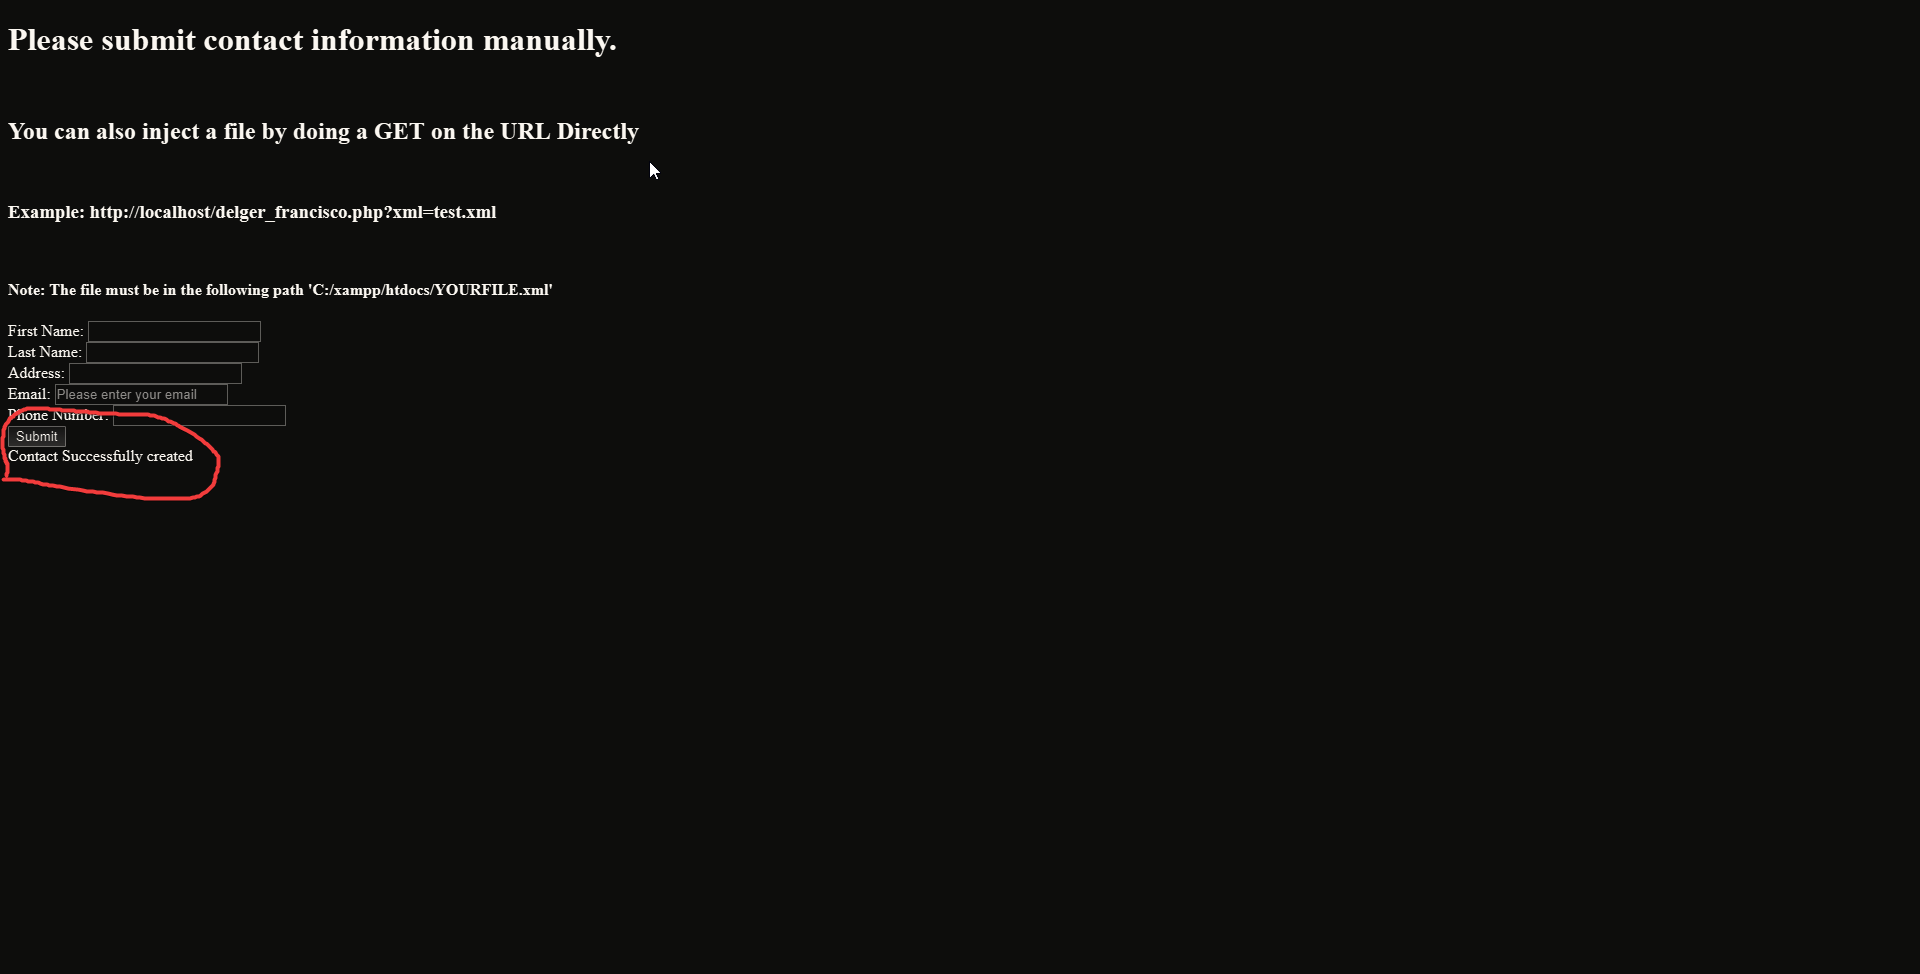 Please submit contact information manually.
You can also inject a file by doing a GET on the URL Directly
Example: http://localhost/delger_francisco.php?xml=test.xml
Note: The file must be in the following path 'C:/xampp/htdocs/YOURFILE.xml'
First Name:
Last Name:
Address:
Email: Please enter your email
Phone Number:
Submit
Contact Successfully created